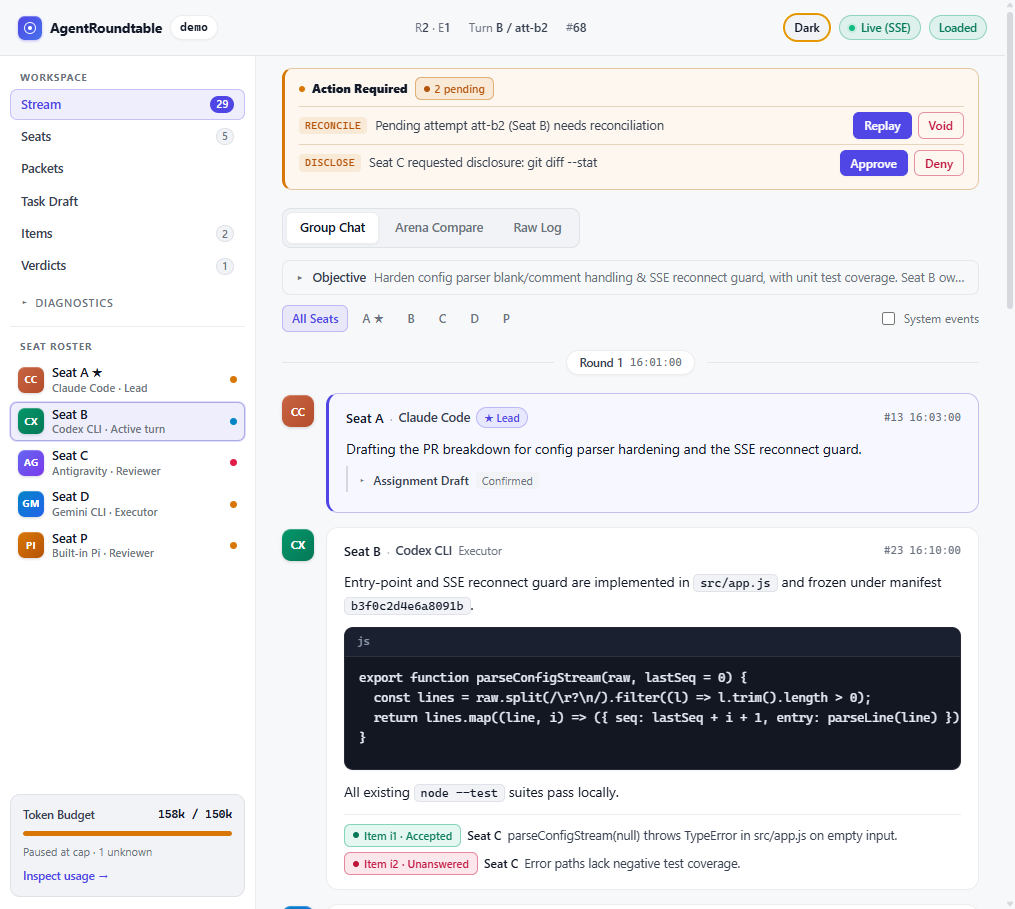 AgentRoundtable demo R2 · E1 Turn B / att-b2 #68 Dark Live (SSE) Loaded
WORKSPACE
Stream 29
Seats 5
Packets
Task Draft
Items 2
Verdicts 1
DIAGNOSTICS
SEAT ROSTER
CC Seat A ★
Claude Code · Lead
CX Seat B
Codex CLI · Active turn
AG Seat C
Antigravity · Reviewer
GM Seat D
Gemini CLI · Executor
PI Seat P
Built-in Pi · Reviewer
Token Budget 158k / 150k
Paused at cap · 1 unknown
Inspect usage →
Action Required 2 pending
RECONCILE Pending attempt att-b2 (Seat B) needs reconciliation Replay Void
DISCLOSE Seat C requested disclosure: git diff --stat Approve Deny
Group Chat Arena Compare Raw Log
Objective Harden config parser blank/comment handling & SSE reconnect guard, with unit test coverage. Seat B ow...
All Seats A ★ B C D P System events
Round 1 16:01:00
CC Seat A · Claude Code ★ Lead #13 16:03:00
Drafting the PR breakdown for config parser hardening and the SSE reconnect guard.
Assignment Draft Confirmed
CX Seat B · Codex CLI Executor #23 16:10:00
Entry-point and SSE reconnect guard are implemented in src/app.js and frozen under manifest
b3f0c2d4e6a8091b.
js
export function parseConfigStream(raw, lastSeq = 0) {
const lines = raw.split(/\r?\n/).filter((l) => l.trim().length > 0);
return lines.map((line, i) => ({ seq: lastSeq + i + 1, entry: parseLine(line) })
}
All existing node --test suites pass locally.
Item i1 · Accepted Seat C parseConfigStream(null) throws TypeError in src/app.js on empty input.
Item i2 · Unanswered Seat C Error paths lack negative test coverage.